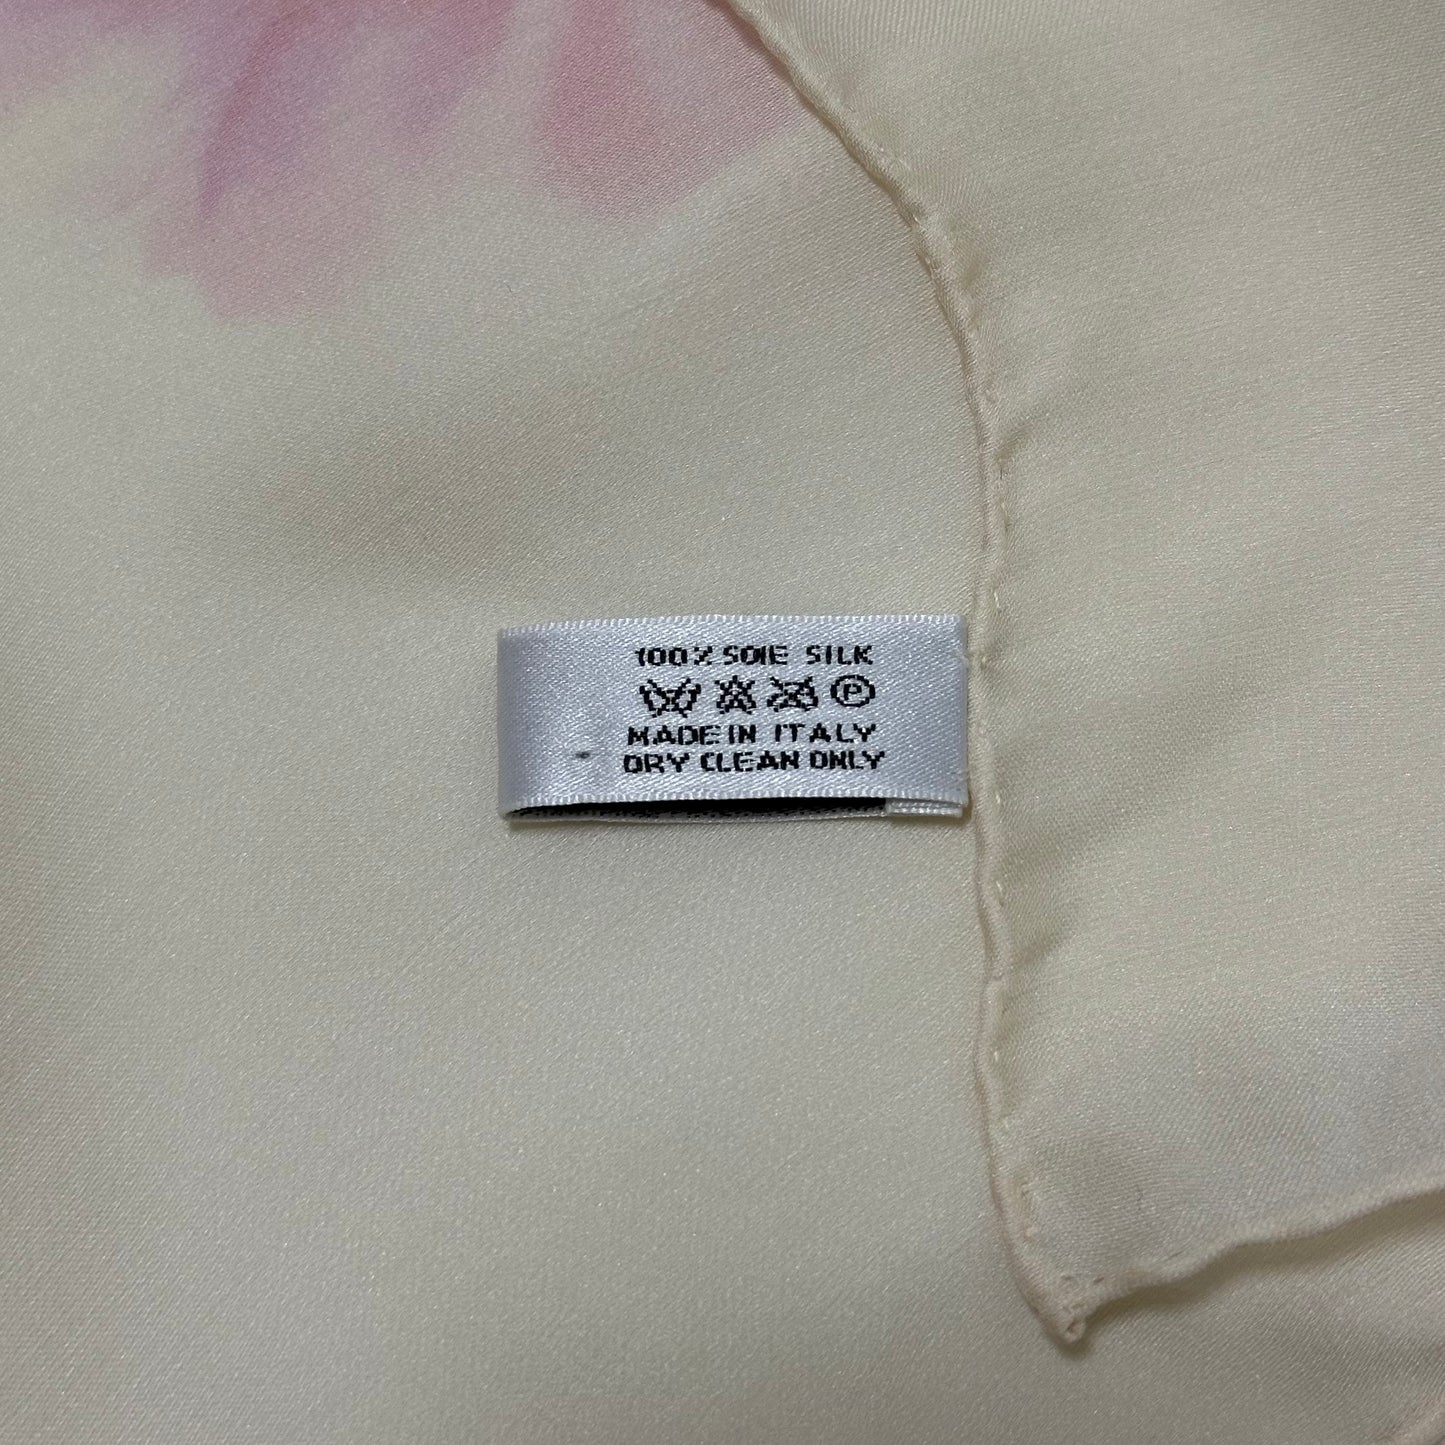 100% SOIE SILK
P
MADE IN ITALY
DRY CLEAN ONLY